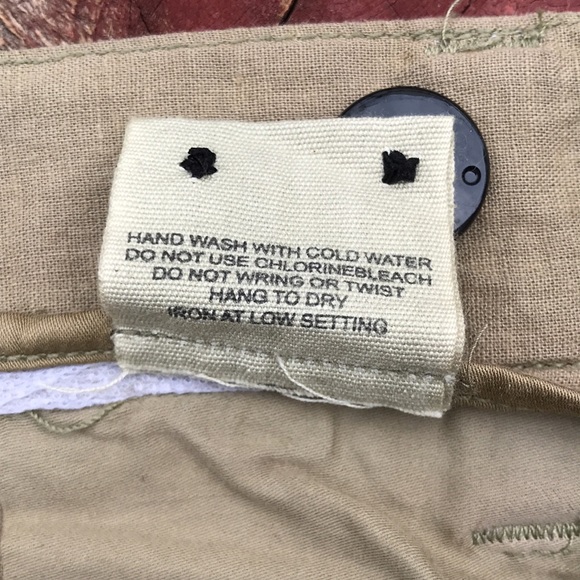 HAND WASH WITH COLD WATER
DO NOT USE CHLORINEBLEACH
DO NOT WRING OR TWIST
HANG TO DRY
IRON AT LOW SETTING